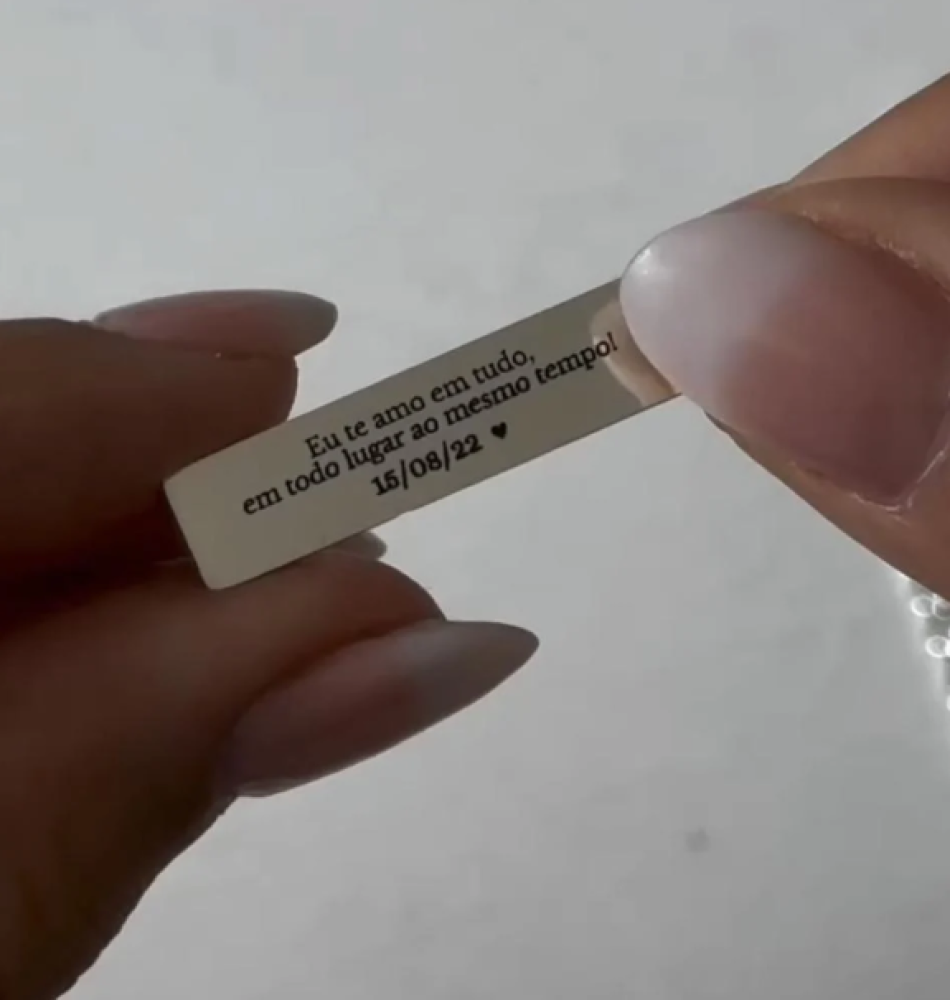 Eu te amo em tudo,
em todo lugar ao mesmo tempo!
15/08/22 ♥